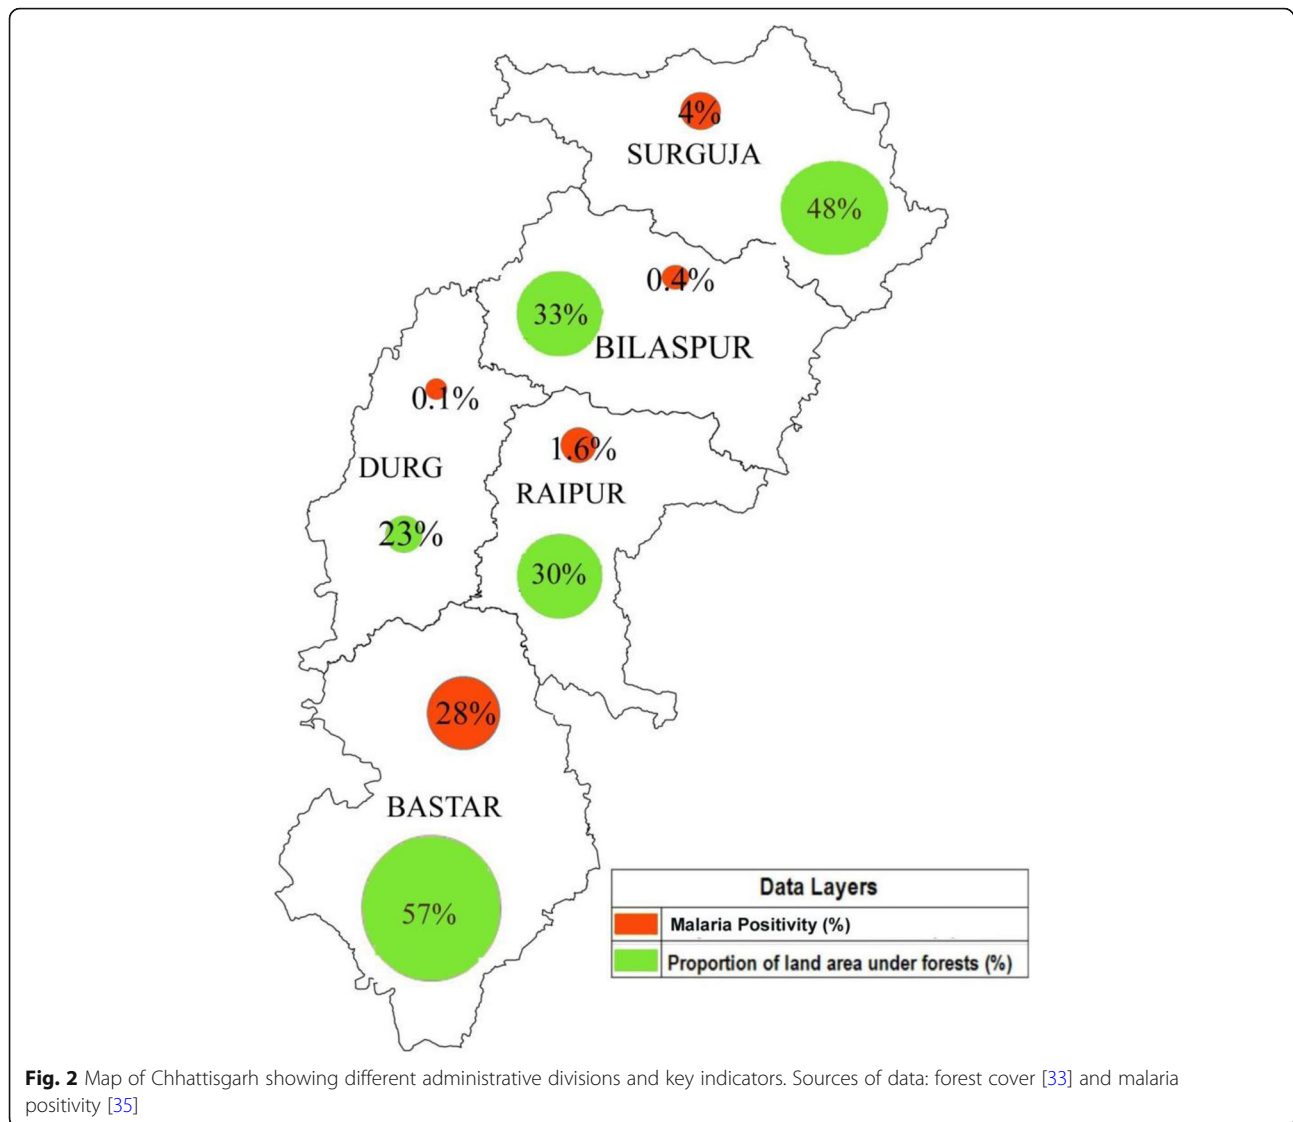 4%
SURGUJA
48%
0.4%
33%
BILASPUR
0.1%
1.6%
DURG
RAIPUR
23%
30%
28%
BASTAR
57%
Data Layers
Malaria Positivity (%)
Proportion of land area under forests (%)
Fig. 2 Map of Chhattisgarh showing different administrative divisions and key indicators. Sources of data: forest cover [33] and malaria
positivity [35]